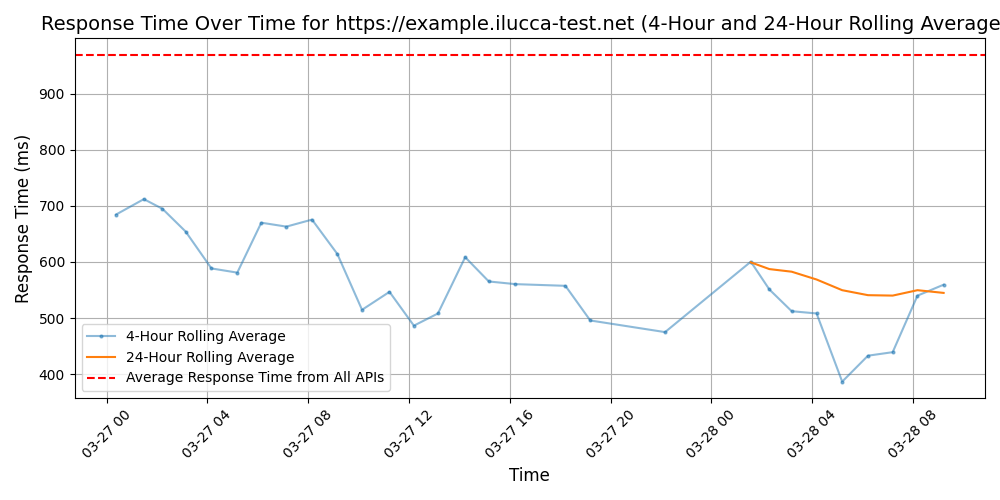 Response Time Over Time for https://example.ilucca-test.net (4-Hour and 24-Hour Rolling Average
Response Time (ms)
900
800
700
600
500
400
4-Hour Rolling Average
24-Hour Rolling Average
Average Response Time from All APIs
03-27 00
03-27 04
03-27 08
03-27 12
03-27 16
03-27 20
03-28 00
03-28 04
03-28 08
Time